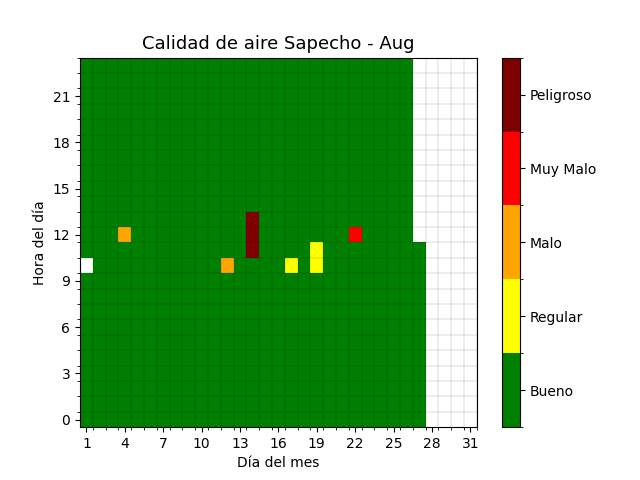 Calidad de aire Sapecho - Aug
Hora del día
21
18
15
12
9
6
3
0
1 4 7 10 13 16 19 22 25 28 31
Día del mes
Peligroso
Muy Malo
Malo
Regular
Bueno